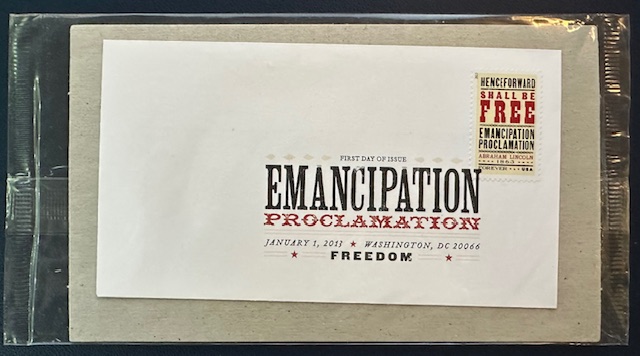 HENCEFORWARD
SHALL BE
FREE
EMANCIPATION
PROCLAMATION
ABRAHAM LINCOLN
1863
FOREVER USA
FIRST DAY OF ISSUE
EMANCIPATION
PROCLAMATION
JANUARY 1, 2013 ★ WASHINGTON, DC 20066
FREEDOM